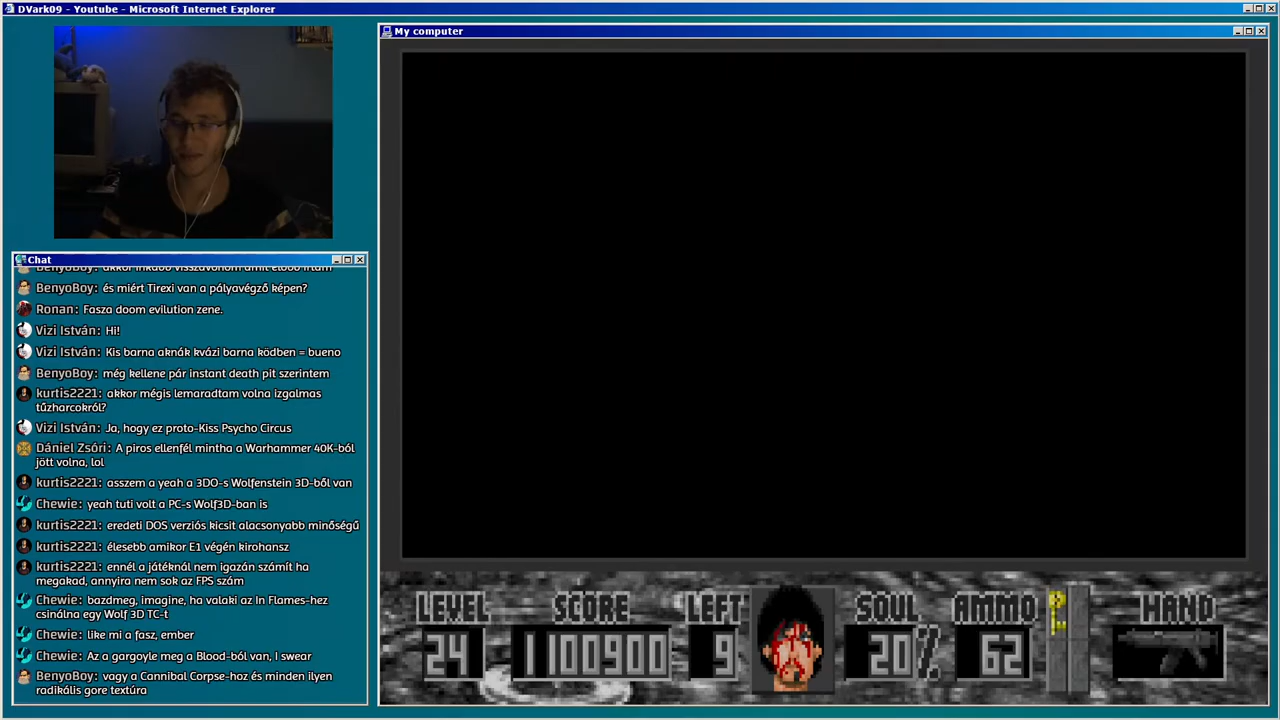 DVark09 - Youtube - Microsoft Internet Explorer
My computer
Chat
BenyoBoy: akkor inkább visszavonom amit előbb írtam
BenyoBoy: és miért Tirexi van a pályavégző képen?
Ronan: Fasza doom evilution zene.
Vizi István: Hi!
Vizi István: Kis barna aknák kvázi barna ködben = bueno
BenyoBoy: még kellene pár instant death pit szerintem
kurtis2221: akkor mégis lemaradtam volna izgalmas
tűzharcokról?
Vizi István: Ja, hogy ez proto-Kiss Psycho Circus
Dániel Zsóri: A piros ellenfél mintha a Warhammer 40K-ból
jött volna, lol
kurtis2221: asszem a yeah a 3DO-s Wolfenstein 3D-ből van
Chewie: yeah tuti volt a PC-s Wolf3D-ban is
kurtis2221: eredeti DOS verziós kicsit alacsonyabb minőségű
kurtis2221: élesebb amikor E1 végén kirohansz
kurtis2221: ennél a játéknál nem igazán számít ha
megakad, annyira nem sok az FPS szám
Chewie: bazdmeg, imagine, ha valaki az In Flames-hez
csinálna egy Wolf 3D TC-t
Chewie: like mi a fasz, ember
Chewie: Az a gargoyle meg a Blood-ból van, I swear
BenyoBoy: vagy a Cannibal Corpse-hoz és minden ilyen
radikális gore textúra
LEVEL SCORE LEFT SOUL AMMO HAND
24 1100900 9 20% 62